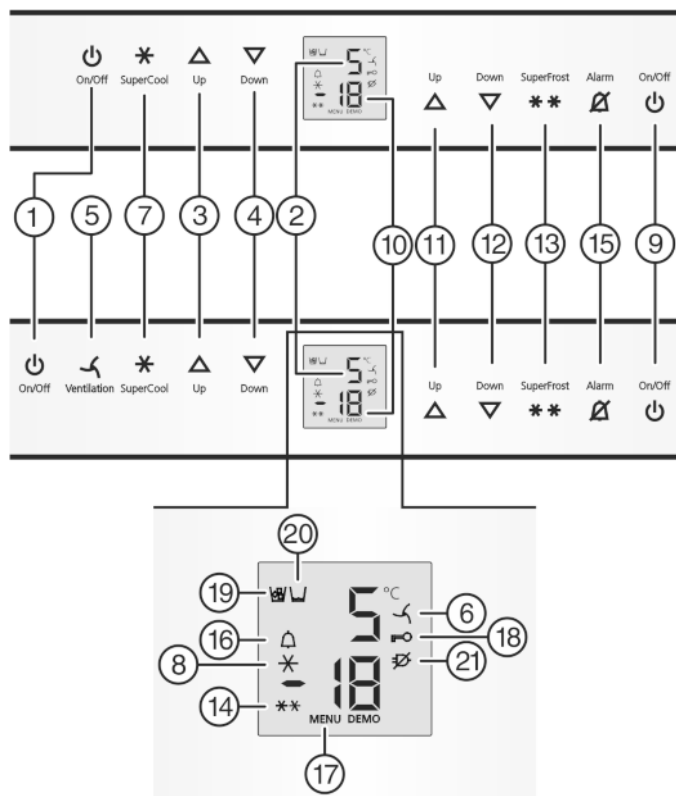 5 °C
18
MENU DEMO
On/Off SuperCool Up Down
Up Down SuperFrost Alarm On/Off
1 5 7 3 4 2 10 11 12 13 15 9
5 °C
18
MENU DEMO
On/Off Ventilation SuperCool Up Down
Up Down SuperFrost Alarm On/Off
20
19
5 °C
6
16
18
8
21
14
18
MENU DEMO
17